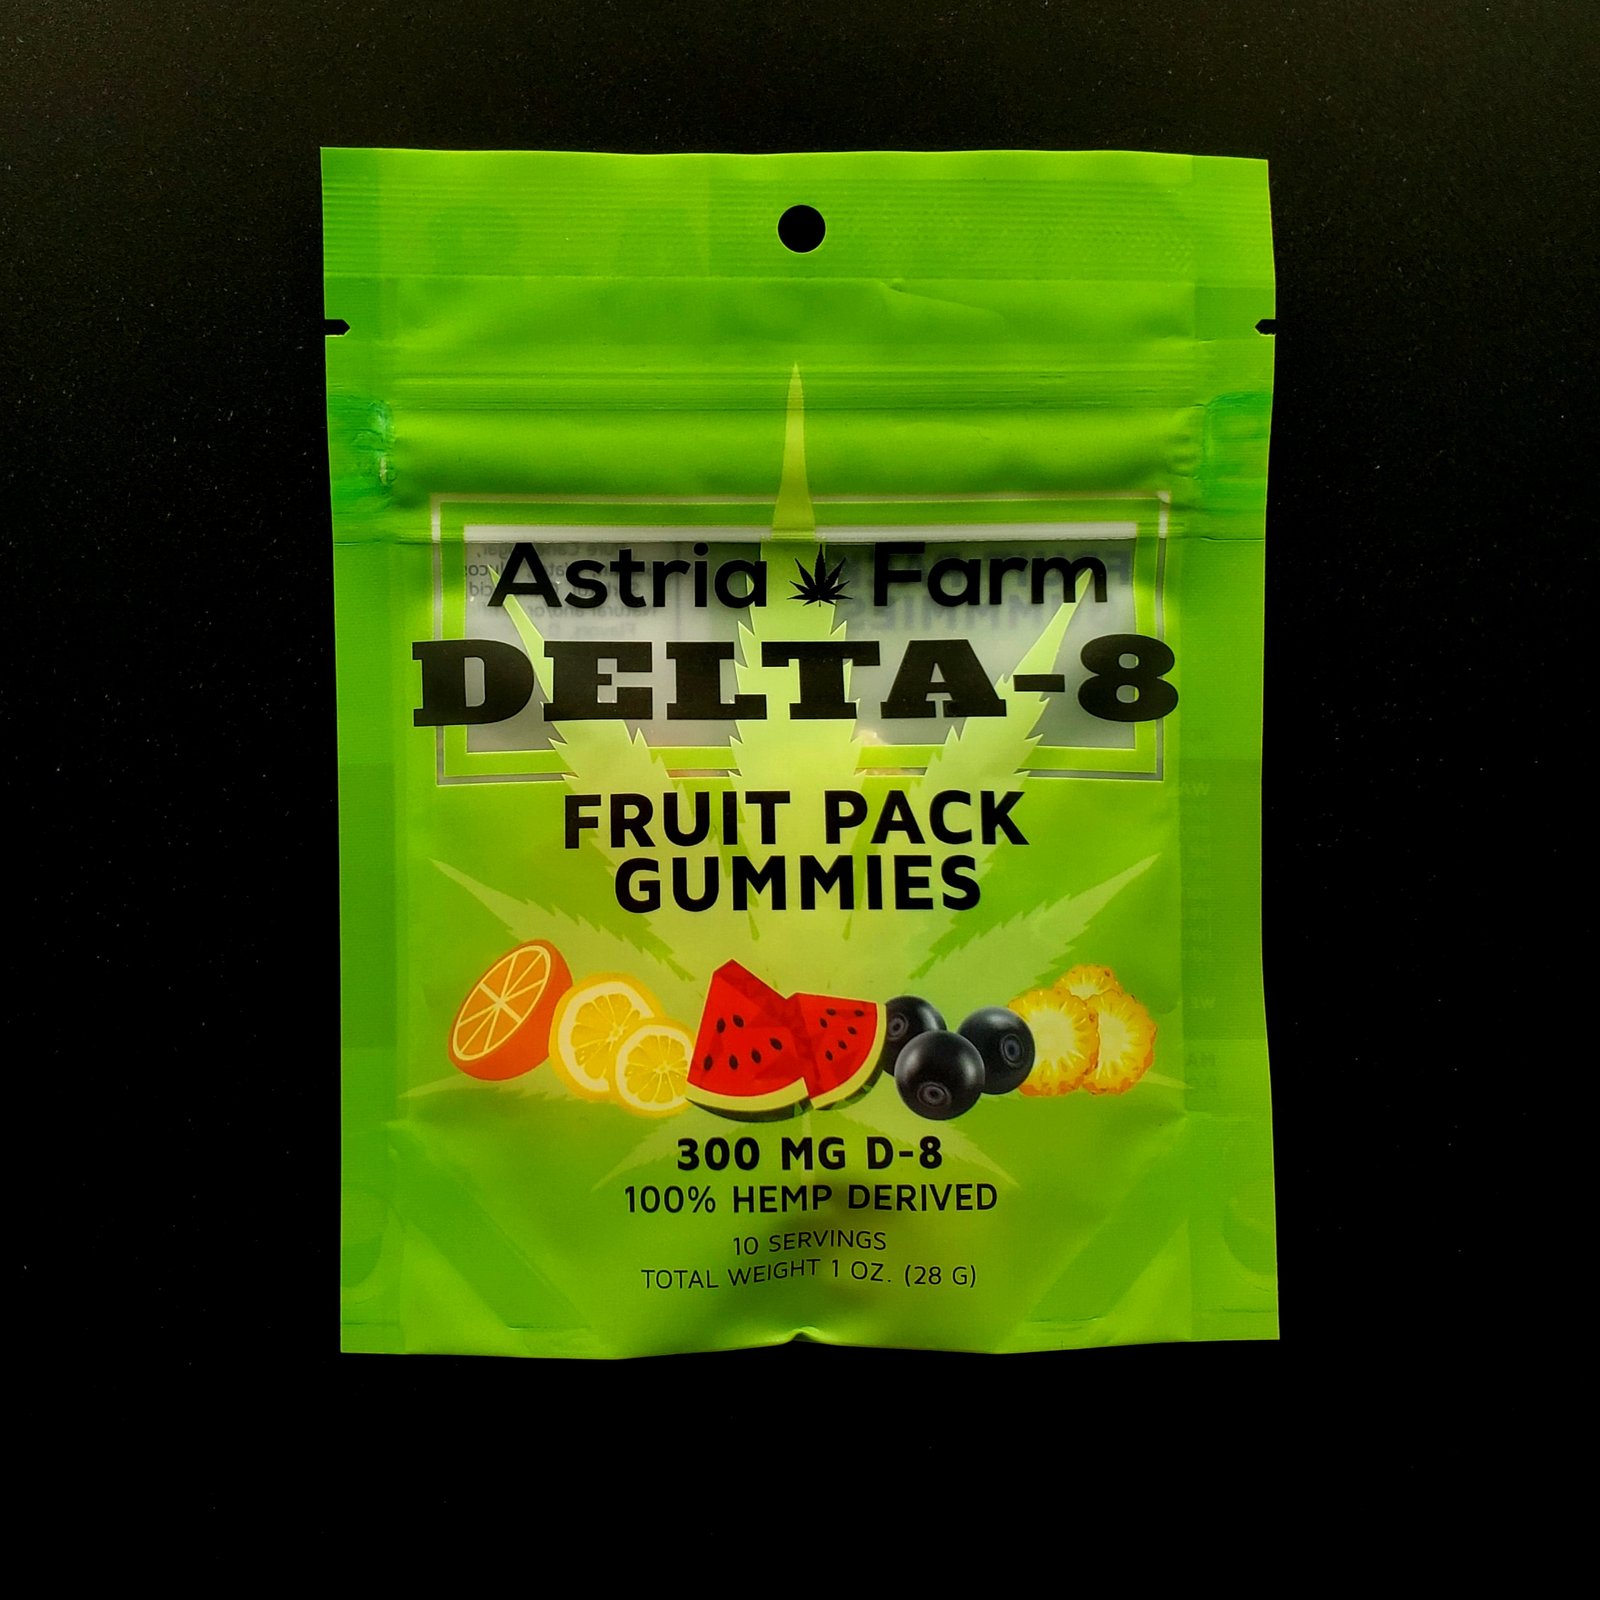 Astria Farm
DELTA-8
FRUIT PACK
GUMMIES
300 MG D-8
100% HEMP DERIVED
10 SERVINGS
TOTAL WEIGHT 1 OZ. (28 G)